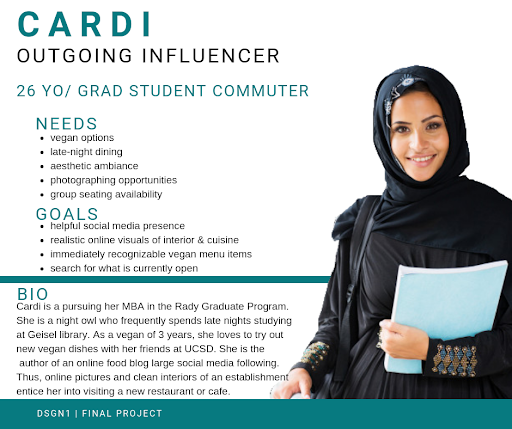 CARDI
OUTGOING INFLUENCER
26 YO/ GRAD STUDENT COMMUTER
NEEDS
• vegan options
• late-night dining
• aesthetic ambiance
• photographing opportunities
• group seating availability
GOALS
• helpful social media presence
• realistic online visuals of interior & cuisine
• immediately recognizable vegan menu items
• search for what is currently open
BIO
Cardi is a pursuing her MBA in the Rady Graduate Program.
She is a night owl who frequently spends late nights studying
at Geisel library. As a vegan of 3 years, she loves to try out
new vegan dishes with her friends at UCSD. She is the
author of an online food blog large social media following.
Thus, online pictures and clean interiors of an establishment
entice her into visiting a new restaurant or cafe.
DSGN1 | FINAL PROJECT